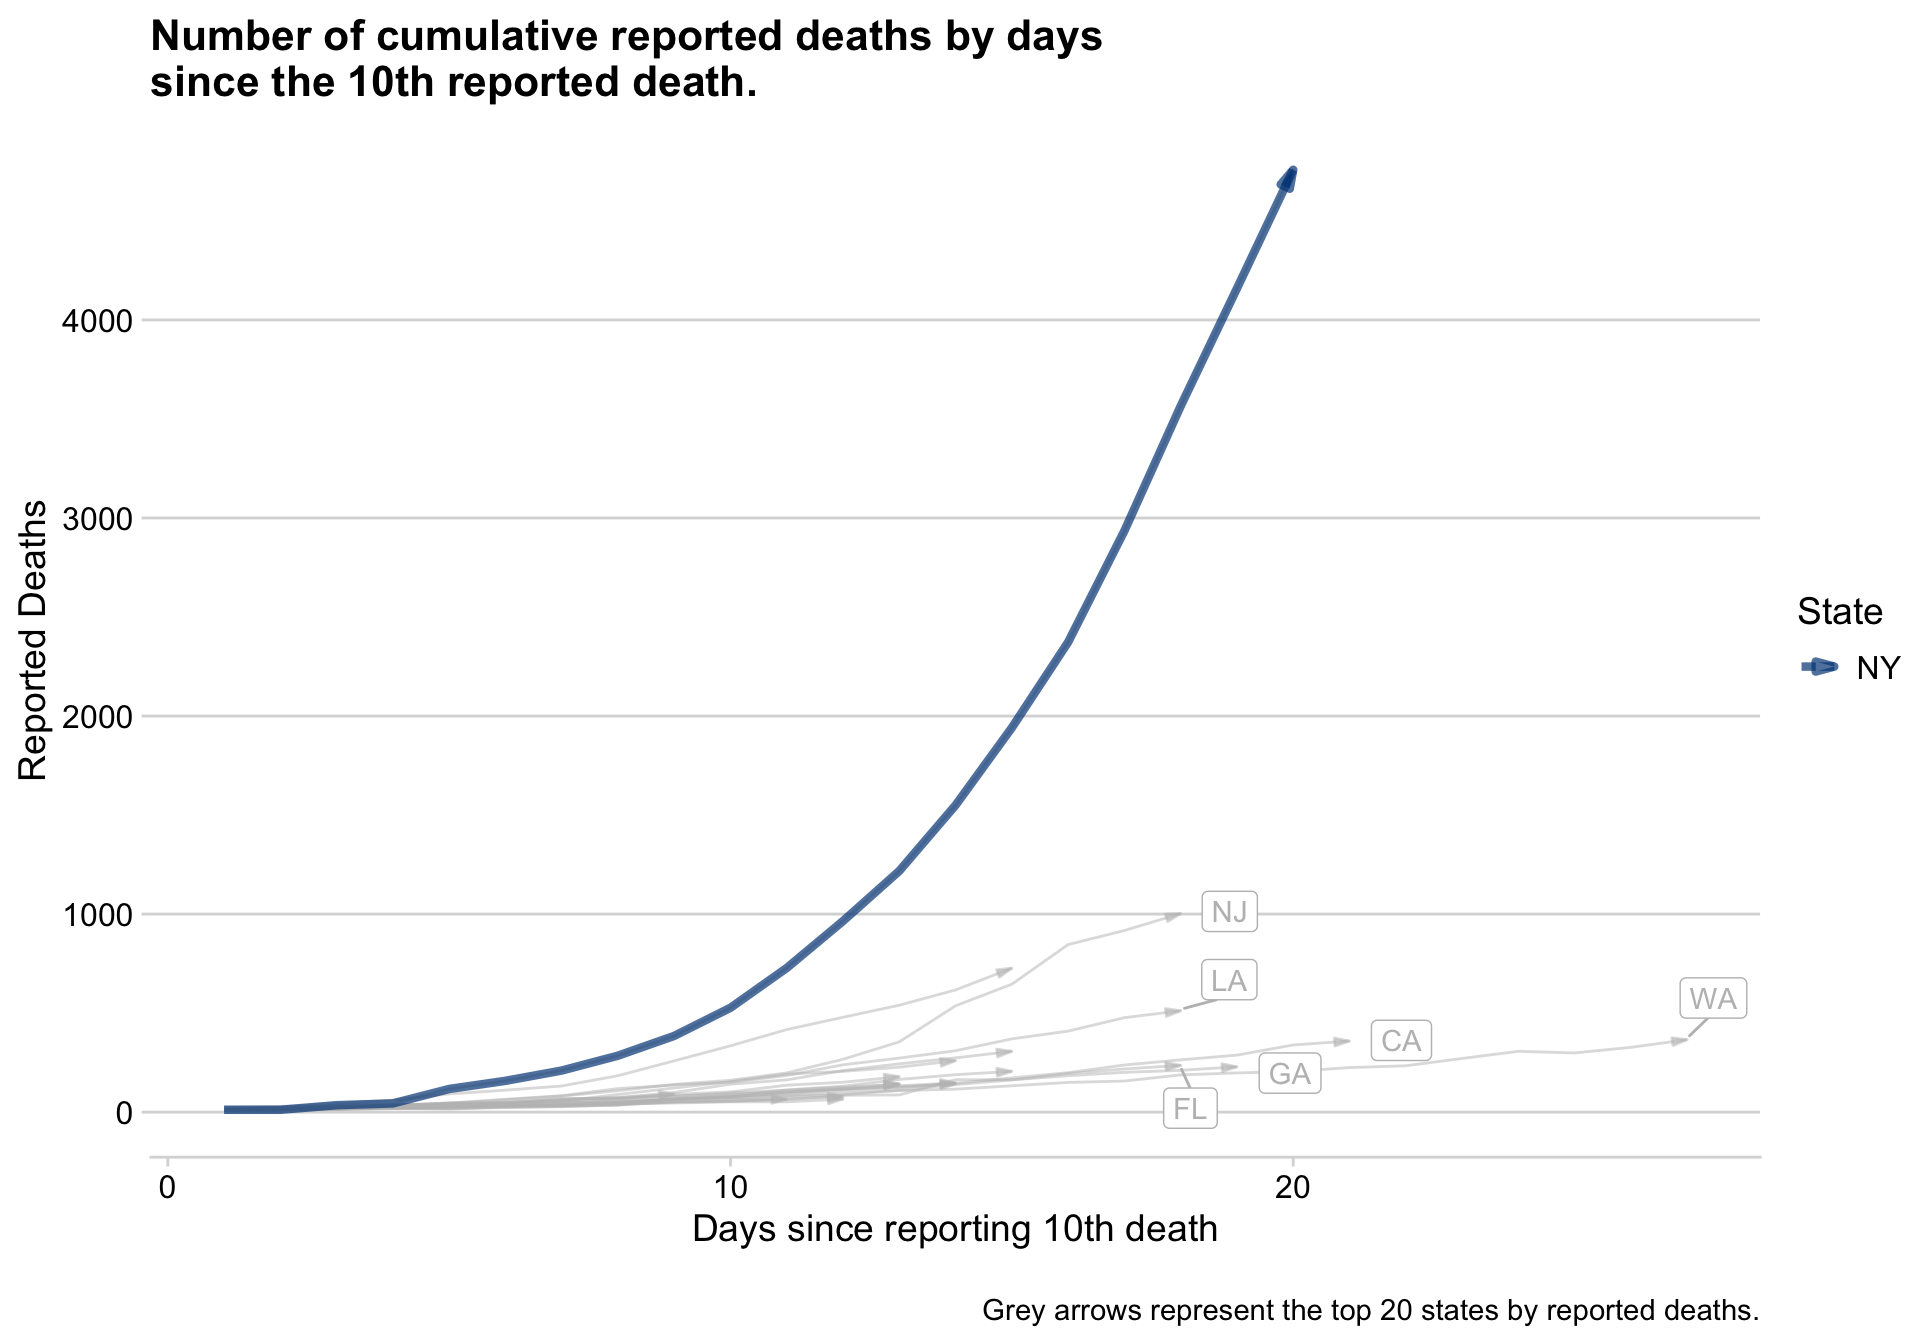 Number of cumulative reported deaths by days
since the 10th reported death.
Reported Deaths
4000
3000
2000
1000
0
NJ
LA
WA
CA
GA
FL
State
NY
0 10 20
Days since reporting 10th death
Grey arrows represent the top 20 states by reported deaths.